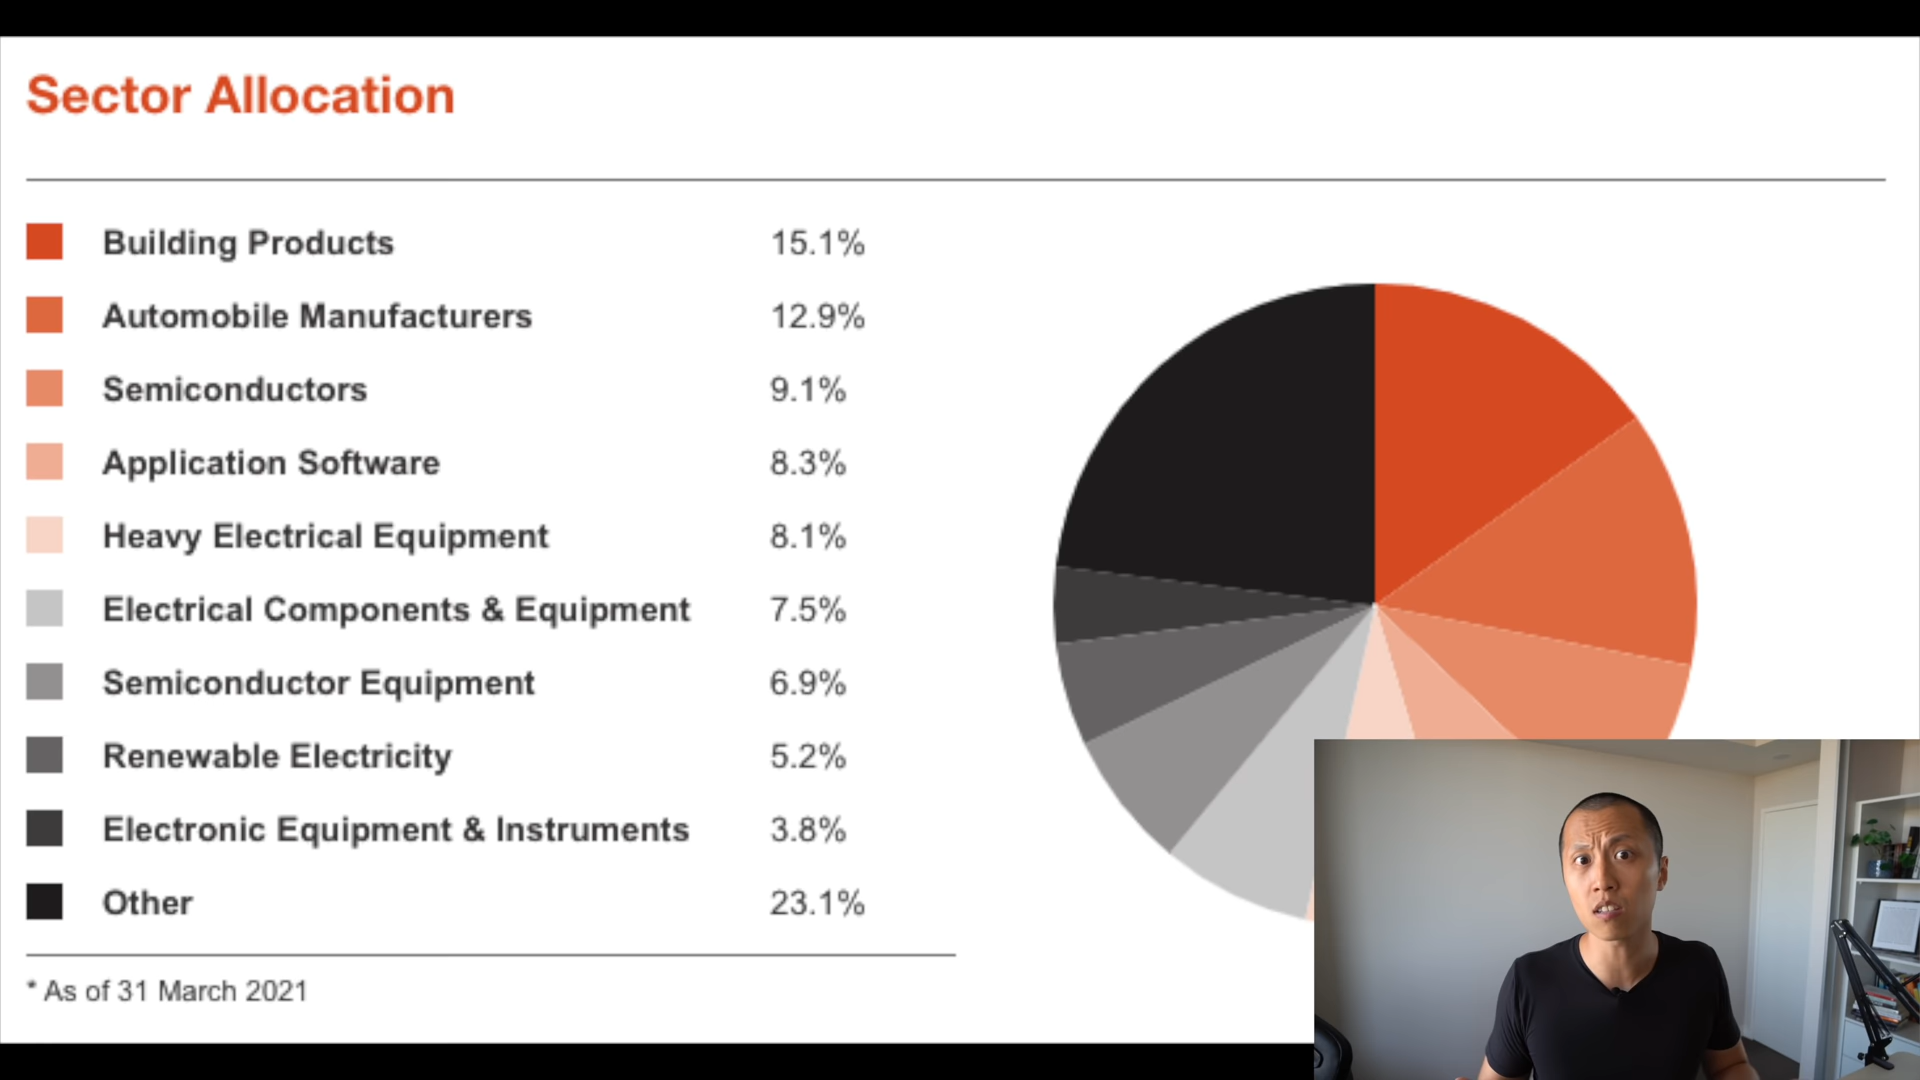 Sector Allocation
Building Products 15.1%
Automobile Manufacturers 12.9%
Semiconductors 9.1%
Application Software 8.3%
Heavy Electrical Equipment 8.1%
Electrical Components & Equipment 7.5%
Semiconductor Equipment 6.9%
Renewable Electricity 5.2%
Electronic Equipment & Instruments 3.8%
Other 23.1%
* As of 31 March 2021